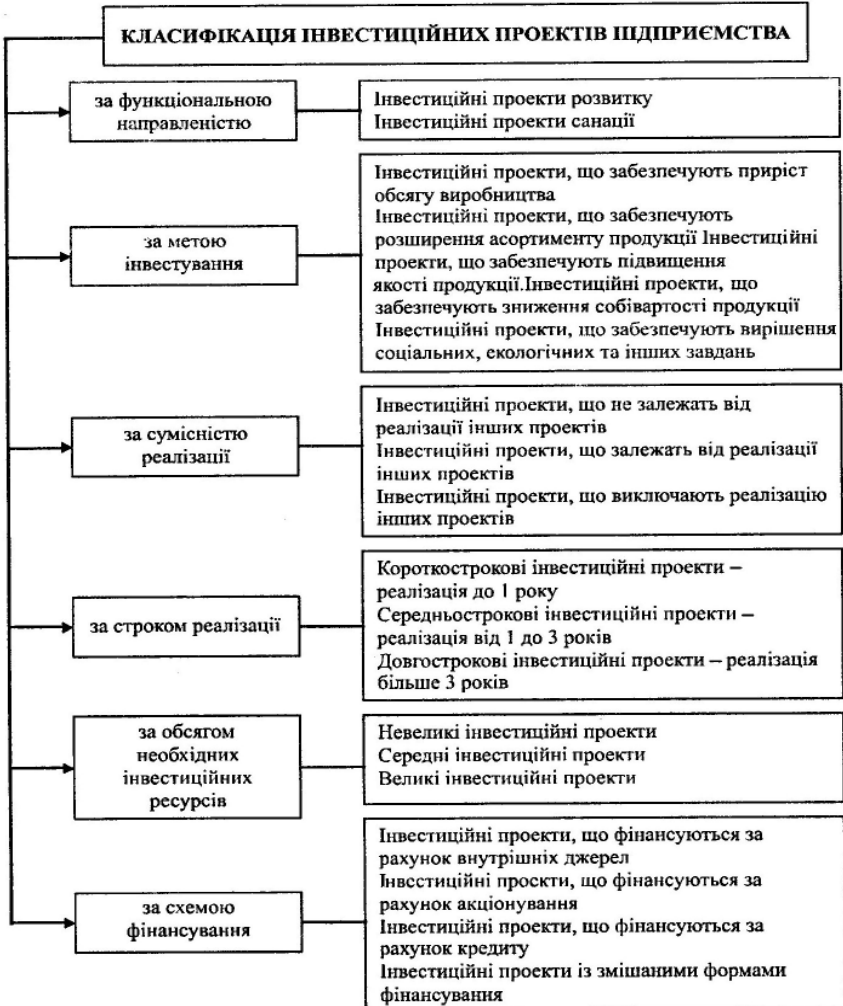 КЛАСИФІКАЦІЯ ІНВЕСТИЦІЙНИХ ПРОЕКТІВ ПІДПРИЄМСТВА
за функціональною
направленістю
Інвестиційні проекти розвитку
Інвестиційні проекти санації
за метою
інвестування
Інвестиційні проекти, що забезпечують приріст
обсягу виробництва
Інвестиційні проекти, що забезпечують
розширення асортименту продукції Інвестиційні
проекти, що забезпечують підвищення
якості продукції.Інвестиційні проекти, що
забезпечують зниження собівартості продукції
Інвестиційні проекти, що забезпечують вирішення
соціальних, екологічних та інших завдань
за сумісністю
реалізації
Інвестиційні проекти, що не залежать від
реалізації інших проектів
Інвестиційні проекти, що залежать від реалізації
інших проектів
Інвестиційні проекти, що виключають реалізацію
інших проектів
за строком реалізації
Короткострокові інвестиційні проекти –
реалізація до 1 року
Середньострокові інвестиційні проекти –
реалізація від 1 до 3 років
Довгострокові інвестиційні проекти – реалізація
більше 3 років
за обсягом
необхідних
інвестиційних
ресурсів
Невеликі інвестиційні проекти
Середні інвестиційні проекти
Великі інвестиційні проекти
за схемою
фінансування
Інвестиційні проекти, що фінансуються за
рахунок внутрішніх джерел
Інвестиційні проекти, що фінансуються за
рахунок акціонування
Інвестиційні проекти, що фінансуються за
рахунок кредиту
Інвестиційні проекти із змішаними формами
фінансування